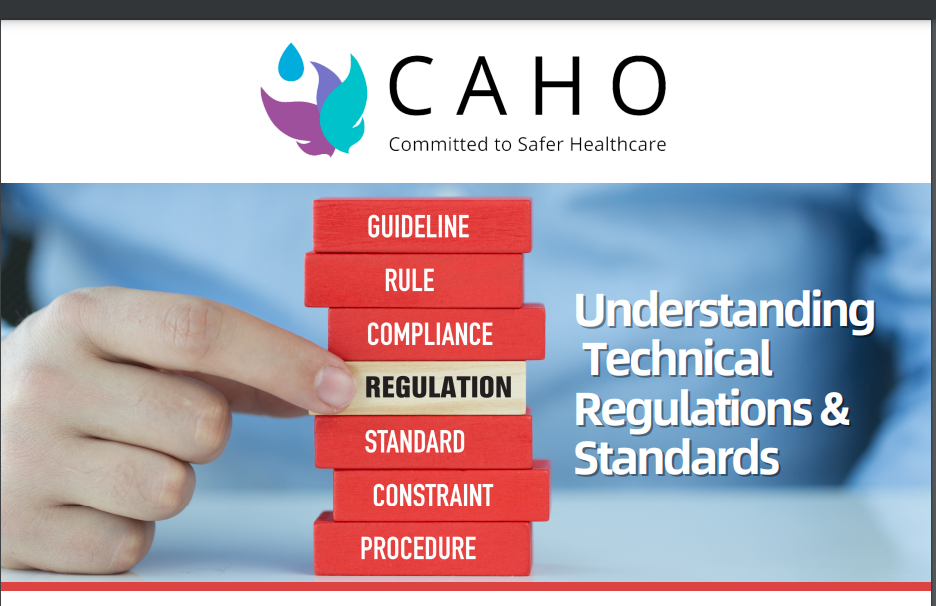 CAHO
Committed to Safer Healthcare
GUIDELINE
RULE
COMPLIANCE
REGULATION
STANDARD
CONSTRAINT
PROCEDURE
Understanding
Technical
Regulations &
Standards